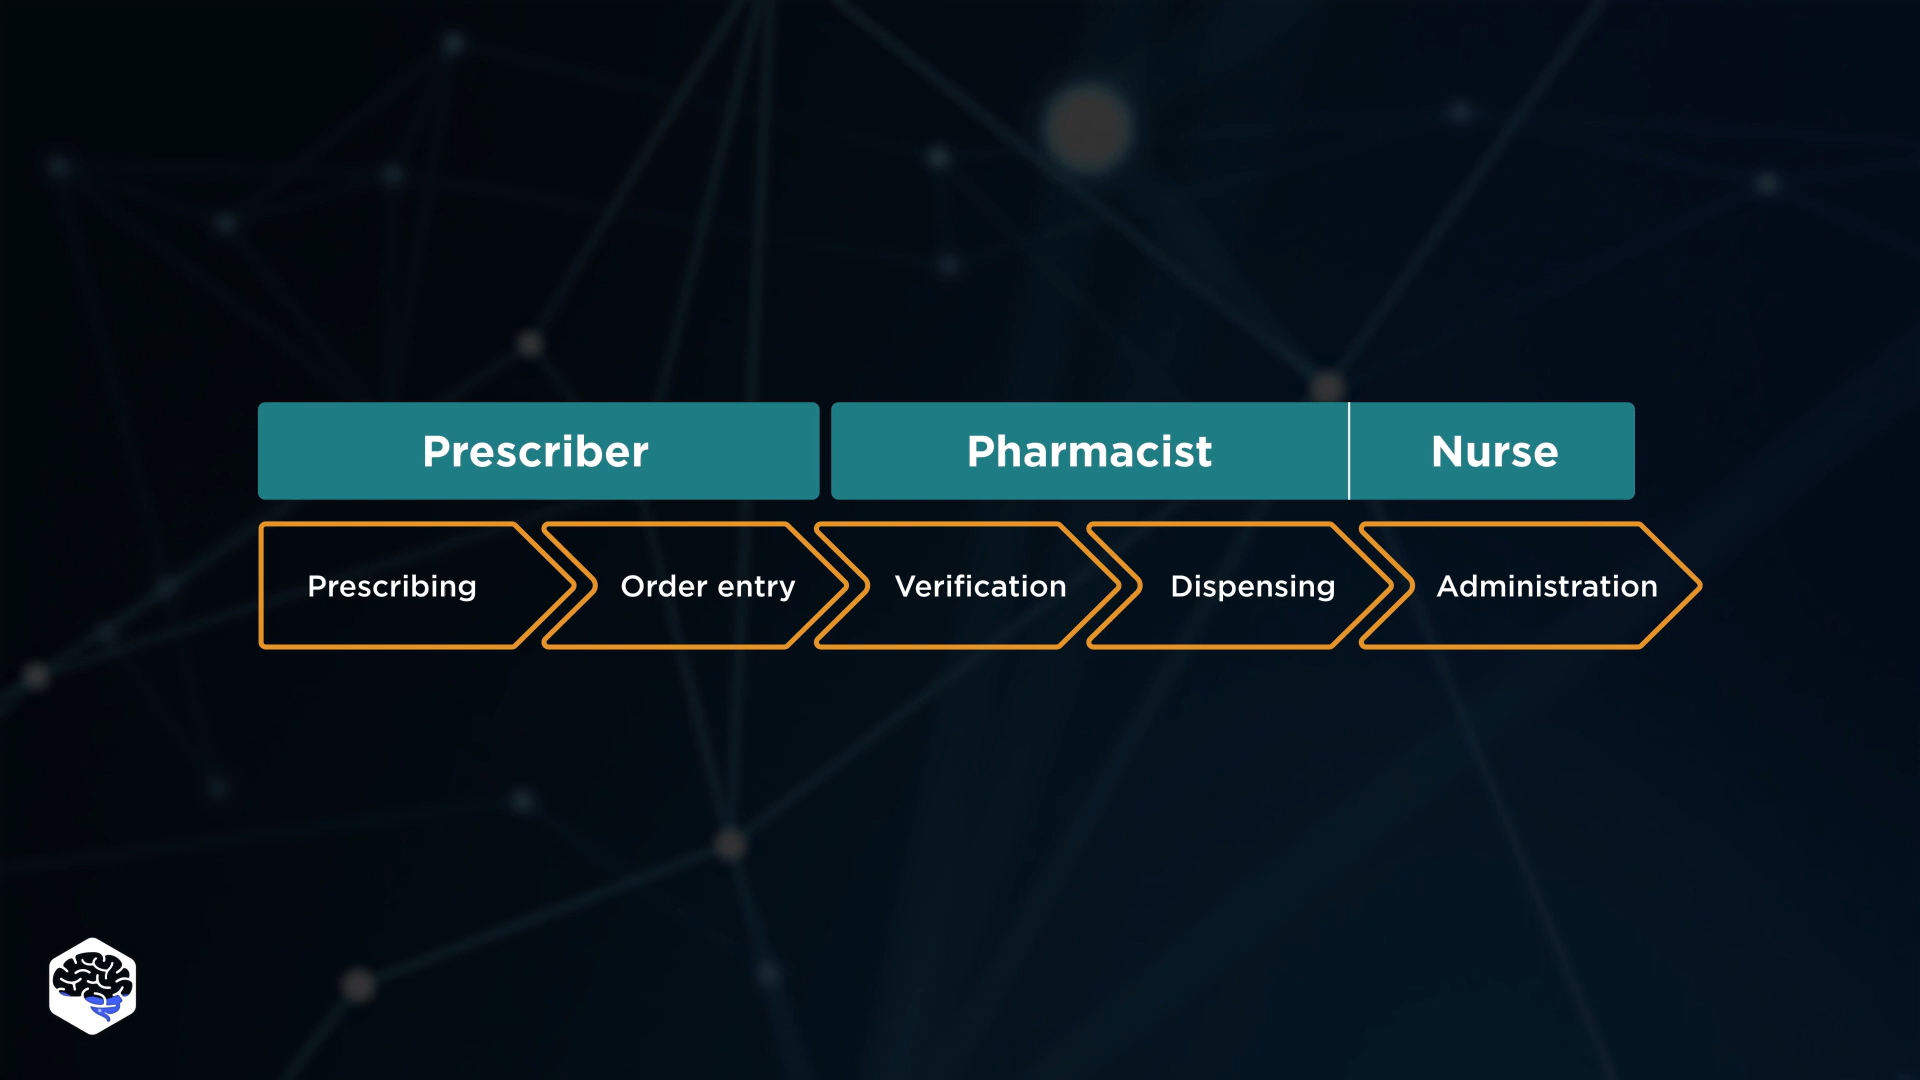 Prescriber Pharmacist Nurse
Prescribing Order entry Verification Dispensing Administration